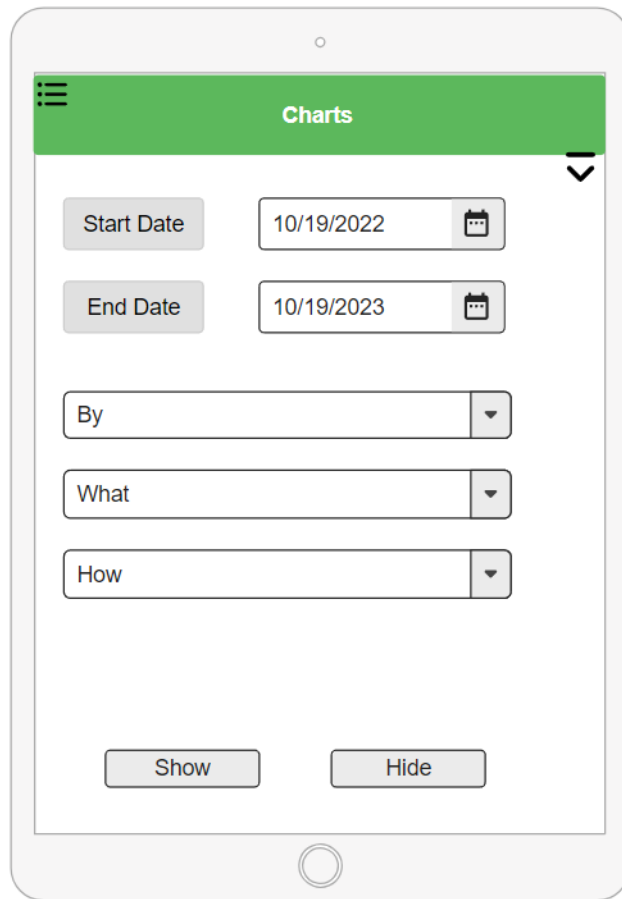 Charts
Start Date 10/19/2022
End Date 10/19/2023
By
What
How
Show Hide